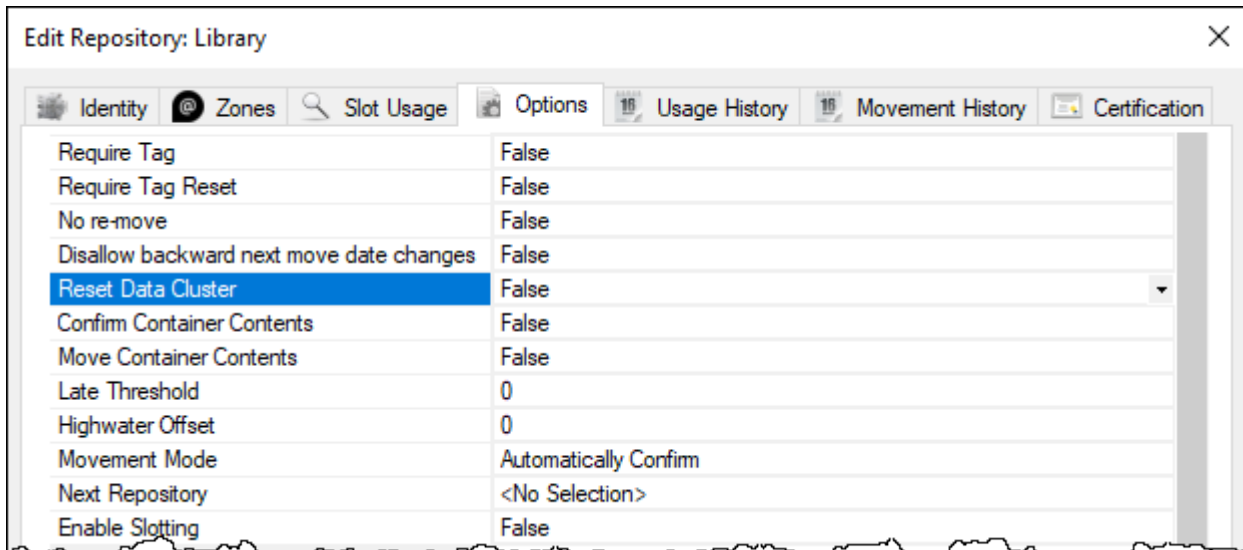 Edit Repository: Library
Identity Zones Slot Usage Options Usage History Movement History Certification
Require Tag False
Require Tag Reset False
No re-move False
Disallow backward next move date changes False
Reset Data Cluster False
Confirm Container Contents False
Move Container Contents False
Late Threshold 0
Highwater Offset 0
Movement Mode Automatically Confirm
Next Repository <No Selection>
Enable Slotting False